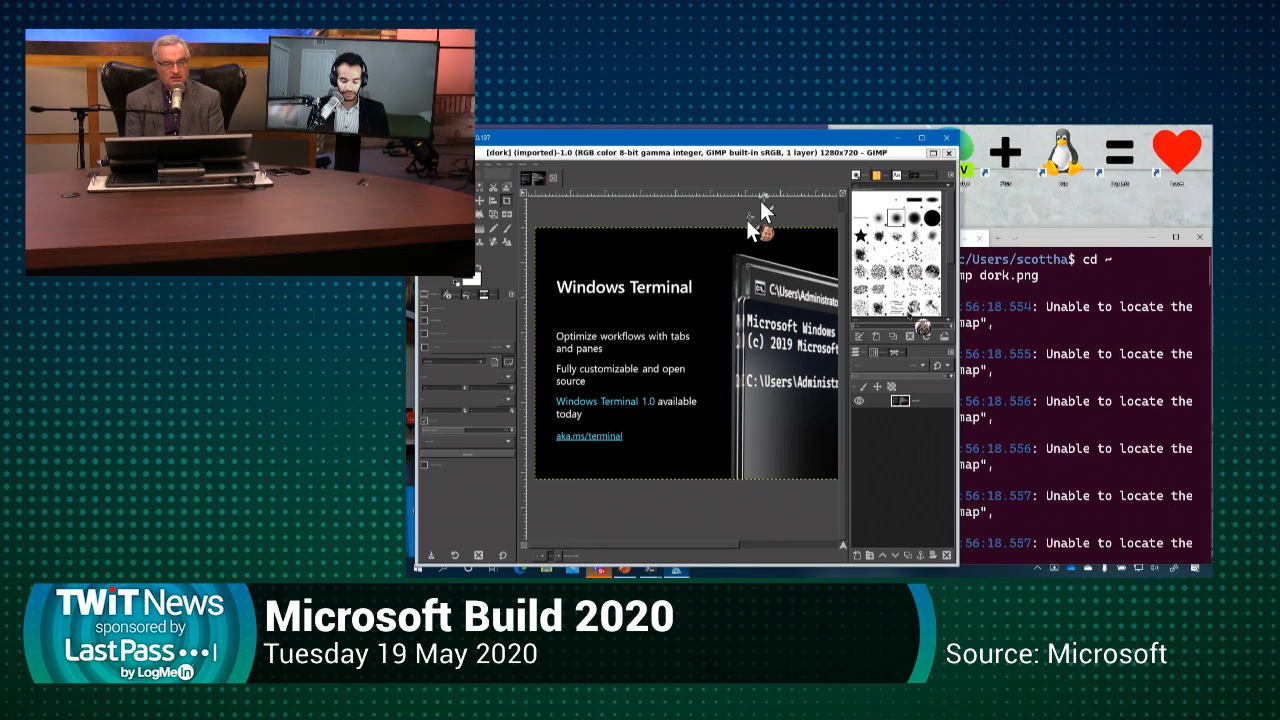 0.197
[dork] (imported)-1.0 (RGB color 8-bit gamma integer, GIMP built-in sRGB, 1 layer) 1280x720 – GIMP
Windows Terminal
Optimize workflows with tabs
and panes
Fully customizable and open
source
Windows Terminal 1.0 available
today
aka.ms/terminal
C:\Users\Administrato
Microsoft Windows
(c) 2019 Microsoft
C:\Users\Administr
c/Users/scottha$ cd ~
mp dork.png
:56:18.554: Unable to locate the
map",
:56:18.555: Unable to locate the
map",
:56:18.556: Unable to locate the
map",
:56:18.556: Unable to locate the
map",
:56:18.557: Unable to locate the
map",
:56:18.557: Unable to locate the
TWiT News
sponsored by
LastPass
by LogMeIn
Microsoft Build 2020
Tuesday 19 May 2020
Source: Microsoft